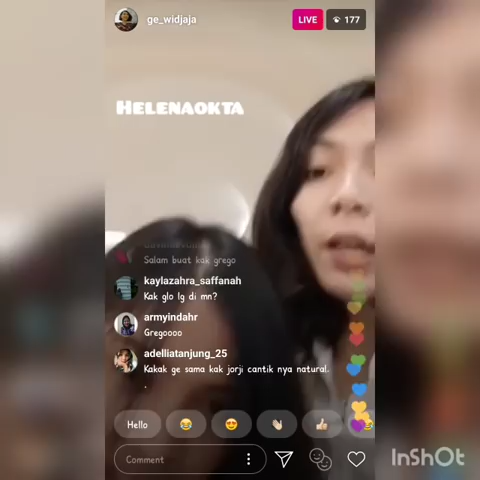 ge_widjaja
LIVE
177
HELENAOKTA
Salam buat kak grego
kaylazahra_saffanah
Kak glo lg di mn?
armyindahr
Gregoooo
adelliatanjung_25
Kakak ge sama kak jorji cantik nya natural.
.
Hello
Comment
InShOt